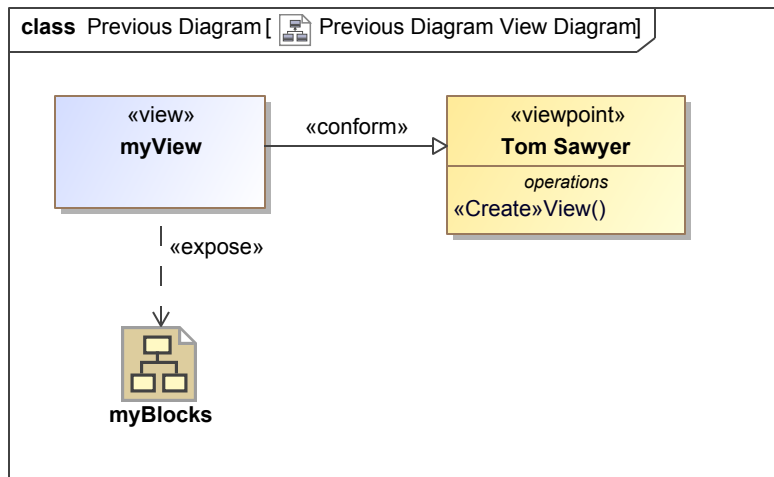 class Previous Diagram[ Previous Diagram View Diagram]
«view»
myView
«conform»
«viewpoint»
Tom Sawyer
operations
«Create»View()
«expose»
myBlocks